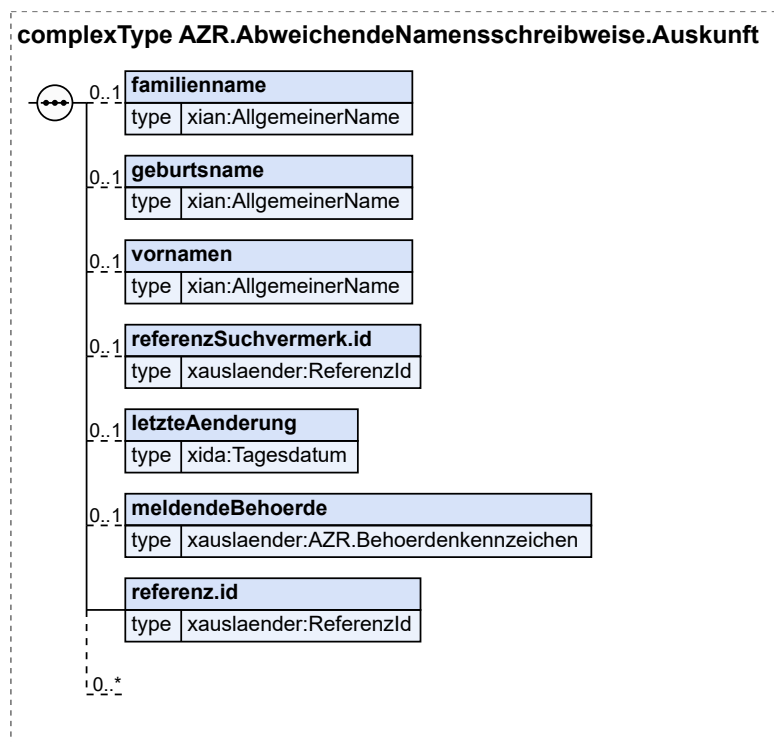 complexType AZR.AbweichendeNamensschreibweise.Auskunft
0..1 familienname
type xian:AllgemeinerName
0..1 geburtsname
type xian:AllgemeinerName
0..1 vornamen
type xian:AllgemeinerName
0..1 referenzSuchvermerk.id
type xauslaender:ReferenzId
0..1 letzteAenderung
type xida:Tagesdatum
0..1 meldendeBehoerde
type xauslaender:AZR.Behoerdenkennzeichen
referenz.id
type xauslaender:ReferenzId
0..*